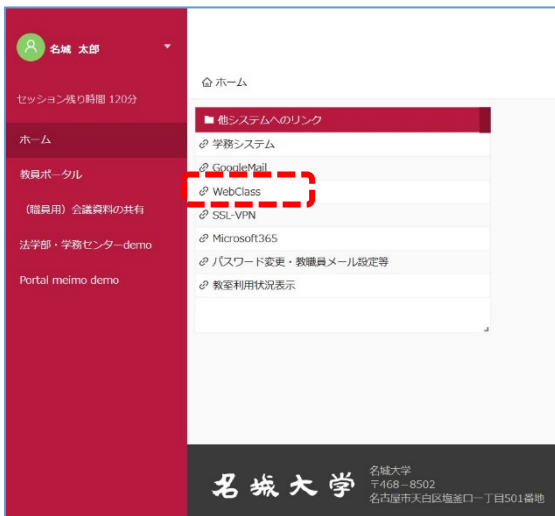 名城 太郎
セッション残り時間 120分
ホーム
教員ポータル
（職員用）会議資料の共有
法学部・学務センターdemo
Portal meimo demo
ホーム
他システムへのリンク
学務システム
GoogleMail
WebClass
SSL-VPN
Microsoft365
パスワード変更・教職員メール設定等
教室利用状況表示
名城大学
名城大学
〒468－8502
名古屋市天白区塩釜口一丁目501番地